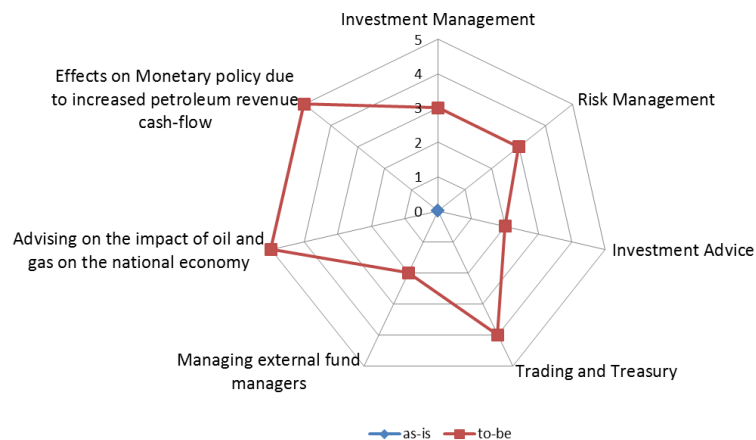 Investment Management
5
4
3
2
1
0
Effects on Monetary policy due
to increased petroleum revenue
cash-flow
Risk Management
Advising on the impact of oil and
gas on the national economy
Investment Advice
Managing external fund
managers
Trading and Treasury
as-is
to-be